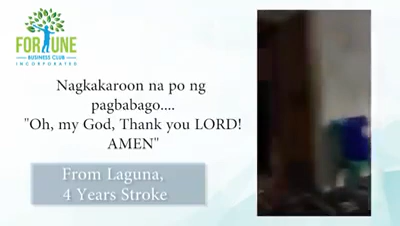 FORTUNE
BUSINESS CLUB
INCORPORATED
Nagkakaroon na po ng
pagbabago....
"Oh, my God, Thank you LORD!
AMEN"
From Laguna,
4 Years Stroke